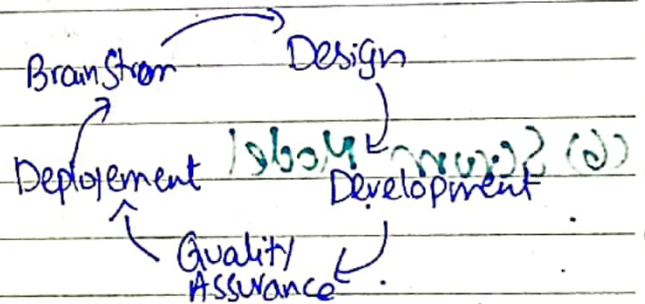 BrainStrom
Design
Deployement
Development
Quality
Assurance